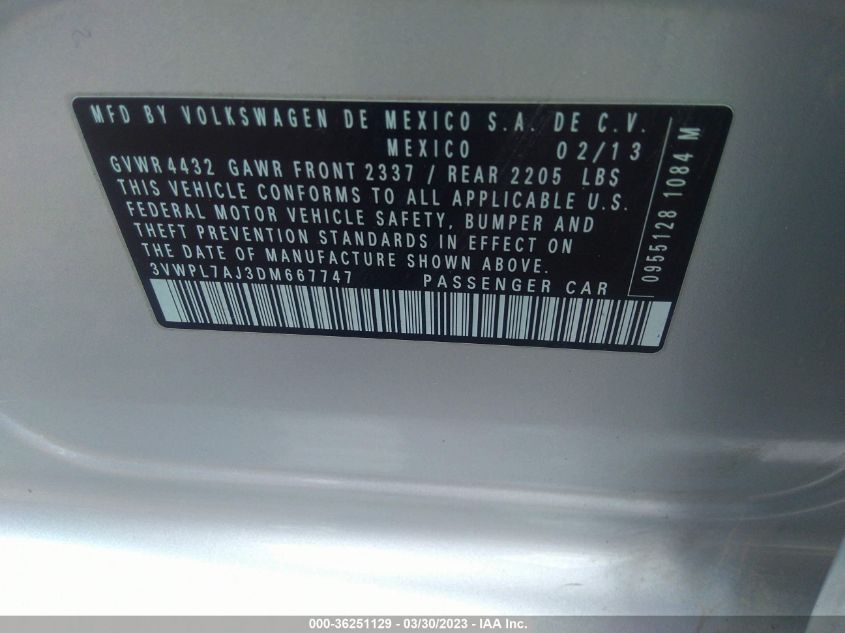 MFD BY VOLKSWAGEN DE MEXICO S.A. DE C.V.
MEXICO 02/13
GVWR 4432 GAWR FRONT 2337 / REAR 2205 LBS
THIS VEHICLE CONFORMS TO ALL APPLICABLE U.S.
FEDERAL MOTOR VEHICLE SAFETY, BUMPER AND
THEFT PREVENTION STANDARDS IN EFFECT ON
THE DATE OF MANUFACTURE SHOWN ABOVE.
3VWPL7AJ3DM667747 PASSENGER CAR
0955128 1084 M
000-36251129 - 03/30/2023 - IAA Inc.